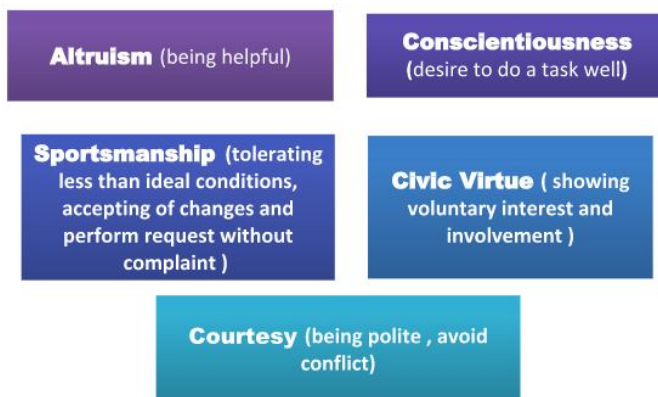 Altruism (being helpful)
Conscientiousness
(desire to do a task well)
Sportsmanship (tolerating
less than ideal conditions,
accepting of changes and
perform request without
complaint )
Civic Virtue ( showing
voluntary interest and
involvement )
Courtesy (being polite , avoid
conflict)